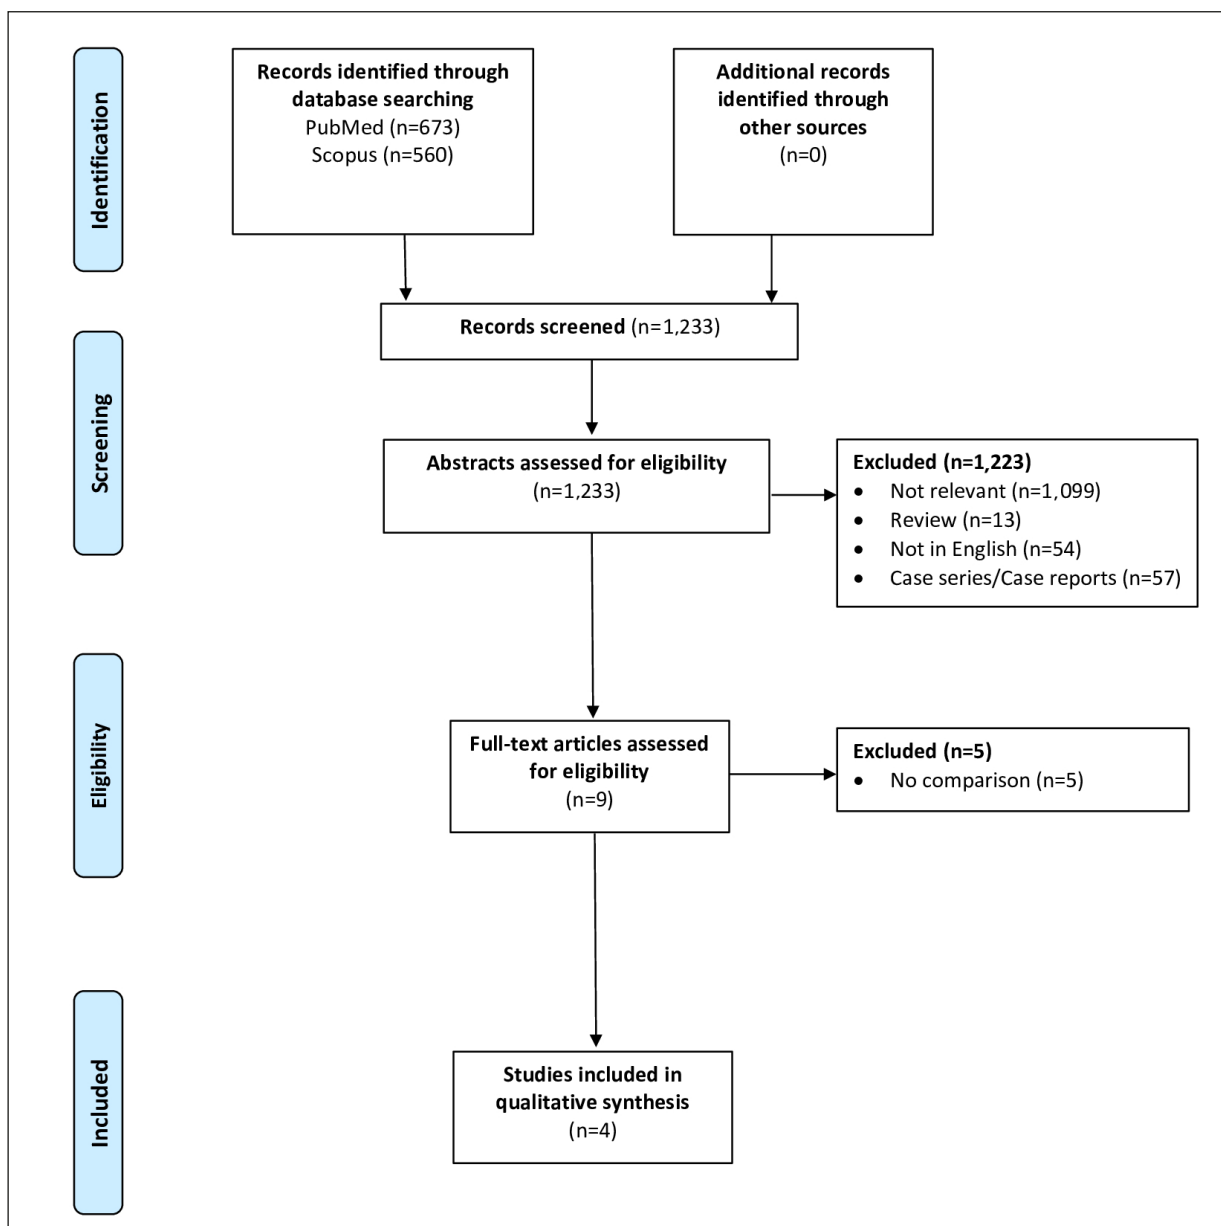 Identification
Records identified through
database searching
PubMed (n=673)
Scopus (n=560)
Additional records
identified through
other sources
(n=0)
Screening
Records screened (n=1,233)
Abstracts assessed for eligibility
(n=1,233)
Excluded (n=1,223)
• Not relevant (n=1,099)
• Review (n=13)
• Not in English (n=54)
• Case series/Case reports (n=57)
Eligibility
Full-text articles assessed
for eligibility
(n=9)
Excluded (n=5)
• No comparison (n=5)
Included
Studies included in
qualitative synthesis
(n=4)